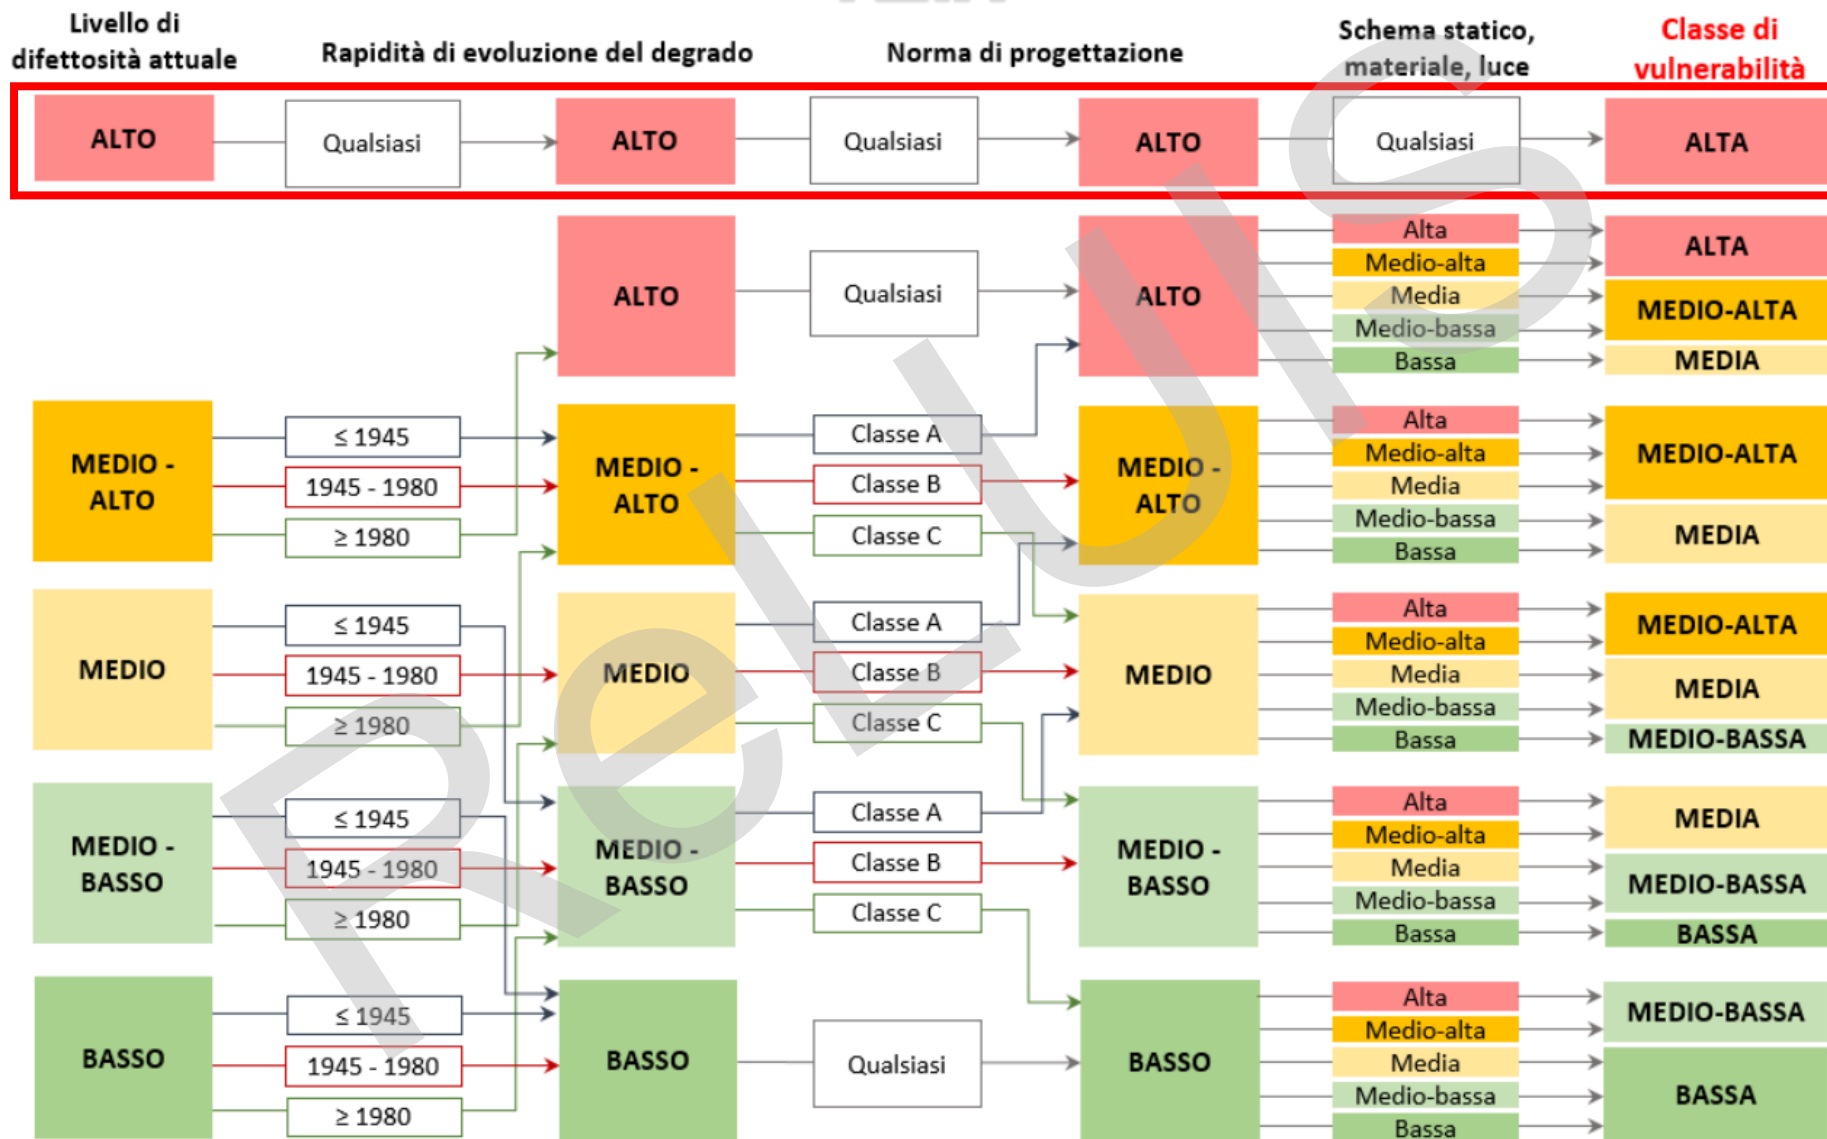 Livello di
difettosità attuale
Rapidità di evoluzione del degrado
Norma di progettazione
Schema statico,
materiale, luce
Classe di
vulnerabilità
ALTO
Qualsiasi
ALTO
Qualsiasi
ALTO
Qualsiasi
ALTA
ALTO
Qualsiasi
ALTO
Alta
Medio-alta
Media
Medio-bassa
Bassa
ALTA
MEDIO-ALTA
MEDIA
MEDIO -
ALTO
≤ 1945
1945 - 1980
≥ 1980
MEDIO -
ALTO
Classe A
Classe B
Classe C
MEDIO -
ALTO
Alta
Medio-alta
Media
Medio-bassa
Bassa
MEDIO-ALTA
MEDIA
MEDIO
≤ 1945
1945 - 1980
≥ 1980
MEDIO
Classe A
Classe B
Classe C
MEDIO
Alta
Medio-alta
Media
Medio-bassa
Bassa
MEDIO-ALTA
MEDIA
MEDIO-BASSA
MEDIO -
BASSO
≤ 1945
1945 - 1980
≥ 1980
MEDIO -
BASSO
Classe A
Classe B
Classe C
MEDIO -
BASSO
Alta
Medio-alta
Media
Medio-bassa
Bassa
MEDIA
MEDIO-BASSA
BASSA
BASSO
≤ 1945
1945 - 1980
≥ 1980
BASSO
Qualsiasi
BASSO
Alta
Medio-alta
Media
Medio-bassa
Bassa
MEDIO-BASSA
BASSA
ReLUIS